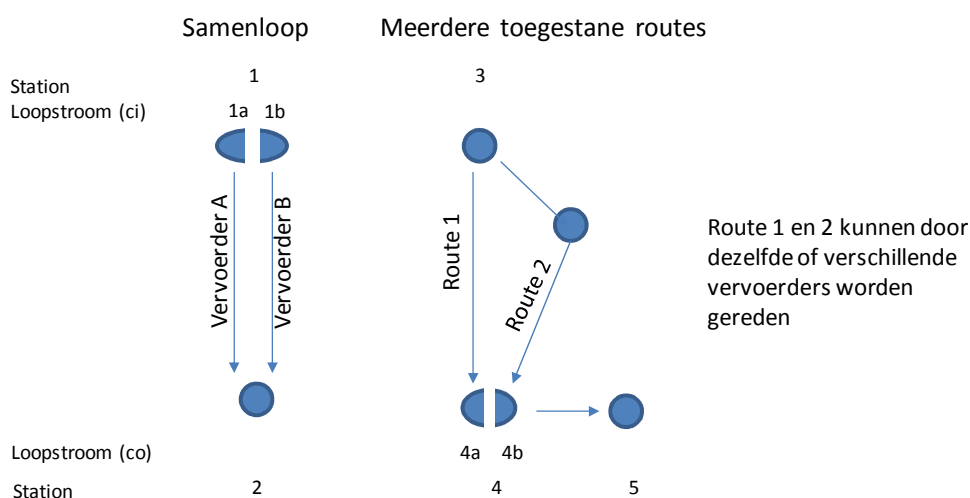 Samenloop
Meerdere toegestane routes
Station
1
3
Loopstroom (ci)
1a
1b
Vervoerder A
Vervoerder B
Route 1
Route 2
Route 1 en 2 kunnen door
dezelfde of verschillende
vervoerders worden
gereden
Loopstroom (co)
4a
4b
Station
2
4
5